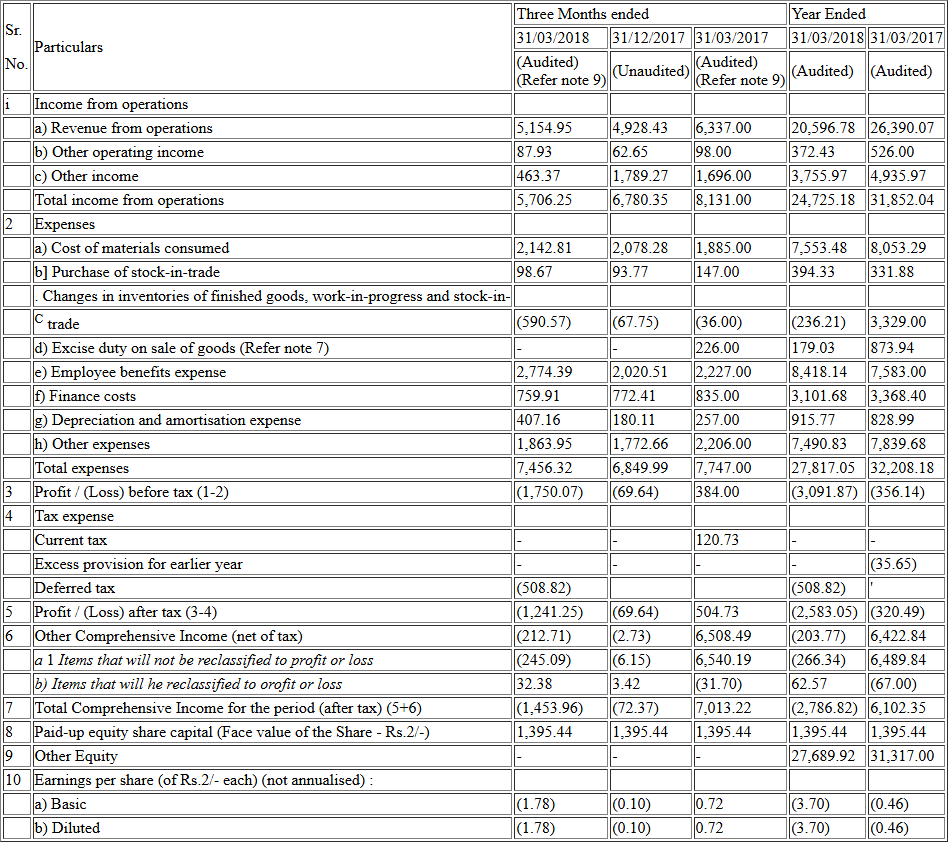 Sr. No. Particulars Three Months ended Year Ended
31/03/2018 31/12/2017 31/03/2017 31/03/2018 31/03/2017
(Audited) (Refer note 9) (Unaudited) (Audited) (Refer note 9) (Audited) (Audited)
i Income from operations
a) Revenue from operations 5,154.95 4,928.43 6,337.00 20,596.78 26,390.07
b) Other operating income 87.93 62.65 98.00 372.43 526.00
c) Other income 463.37 1,789.27 1,696.00 3,755.97 4,935.97
Total income from operations 5,706.25 6,780.35 8,131.00 24,725.18 31,852.04
2 Expenses
a) Cost of materials consumed 2,142.81 2,078.28 1,885.00 7,553.48 8,053.29
b] Purchase of stock-in-trade 98.67 93.77 147.00 394.33 331.88
. Changes in inventories of finished goods, work-in-progress and stock-in-
C trade (590.57) (67.75) (36.00) (236.21) 3,329.00
d) Excise duty on sale of goods (Refer note 7) - - 226.00 179.03 873.94
e) Employee benefits expense 2,774.39 2,020.51 2,227.00 8,418.14 7,583.00
f) Finance costs 759.91 772.41 835.00 3,101.68 3,368.40
g) Depreciation and amortisation expense 407.16 180.11 257.00 915.77 828.99
h) Other expenses 1,863.95 1,772.66 2,206.00 7,490.83 7,839.68
Total expenses 7,456.32 6,849.99 7,747.00 27,817.05 32,208.18
3 Profit / (Loss) before tax (1-2) (1,750.07) (69.64) 384.00 (3,091.87) (356.14)
4 Tax expense
Current tax - - 120.73 - -
Excess provision for earlier year - - - - (35.65)
Deferred tax (508.82) (508.82) '
5 Profit / (Loss) after tax (3-4) (1,241.25) (69.64) 504.73 (2,583.05) (320.49)
6 Other Comprehensive Income (net of tax) (212.71) (2.73) 6,508.49 (203.77) 6,422.84
a 1 Items that will not be reclassified to profit or loss (245.09) (6.15) 6,540.19 (266.34) 6,489.84
b) Items that will he reclassified to orofit or loss 32.38 3.42 (31.70) 62.57 (67.00)
7 Total Comprehensive Income for the period (after tax) (5+6) (1,453.96) (72.37) 7,013.22 (2,786.82) 6,102.35
8 Paid-up equity share capital (Face value of the Share - Rs.2/-) 1,395.44 1,395.44 1,395.44 1,395.44 1,395.44
9 Other Equity - - - 27,689.92 31,317.00
10 Earnings per share (of Rs.2/- each) (not annualised) :
a) Basic (1.78) (0.10) 0.72 (3.70) (0.46)
b) Diluted (1.78) (0.10) 0.72 (3.70) (0.46)